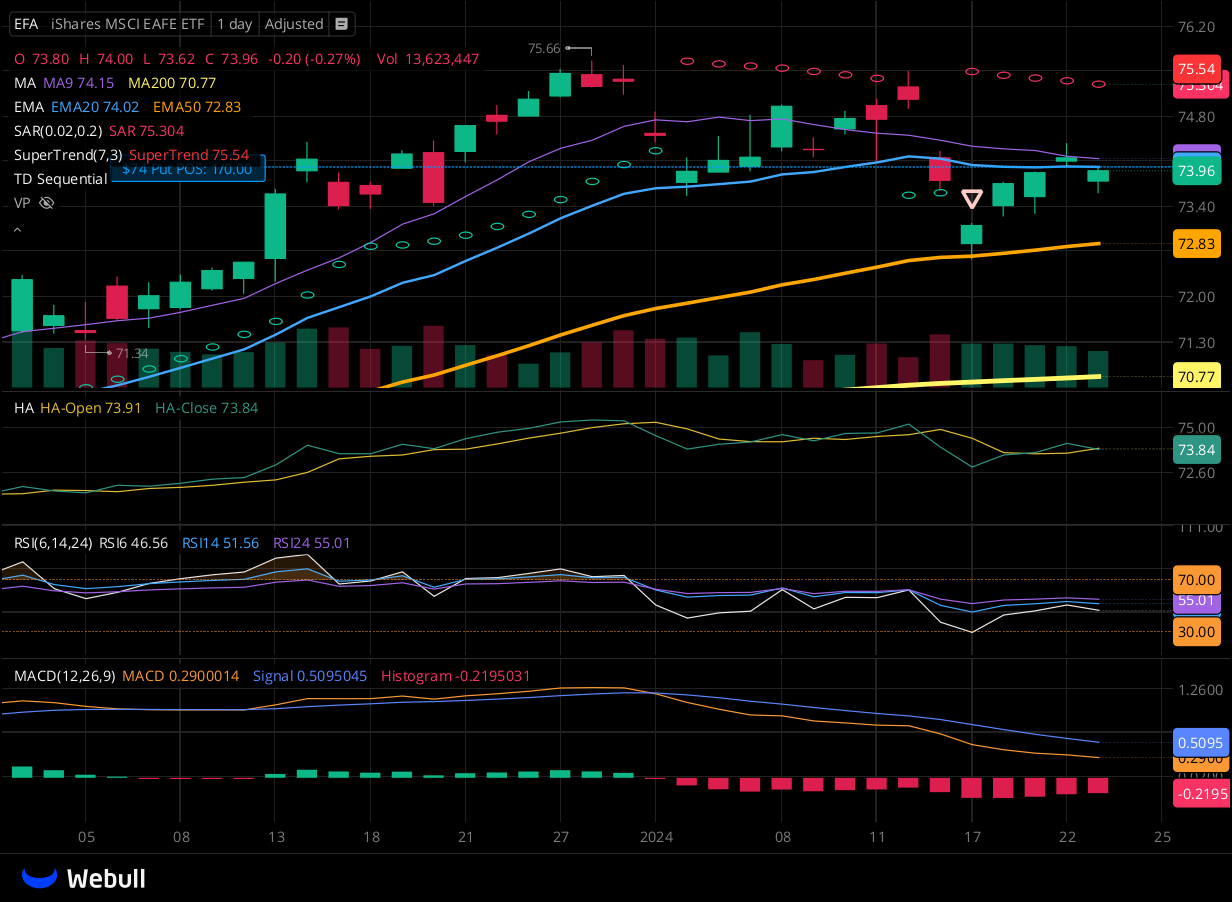 EFA iShares MSCI EAFE ETF 1 day Adjusted
76.20
75.66
O 73.80 H 74.00 L 73.62 C 73.96 -0.20 (-0.27%) Vol 13,623,447
75.54
MA MA9 74.15 MA200 70.77
75.304
EMA EMA20 74.02 EMA50 72.83
74.80
SAR(0.02,0.2) SAR 75.304
SuperTrend(7,3) SuperTrend 75.54
$74 Put POS: 170.00
73.96
TD Sequential
VP
73.40
72.83
72.00
71.30
71.34
70.77
HA HA-Open 73.91 HA-Close 73.84
75.00
73.84
72.60
111.00
RSI(6,14,24) RSI6 46.56 RSI14 51.56 RSI24 55.01
70.00
55.01
30.00
MACD(12,26,9) MACD 0.2900014 Signal 0.5095045 Histogram -0.2195031
1.2600
0.5095
0.2900
-0.2195
05 08 13 18 21 27 2024 08 11 17 22 25
Webull